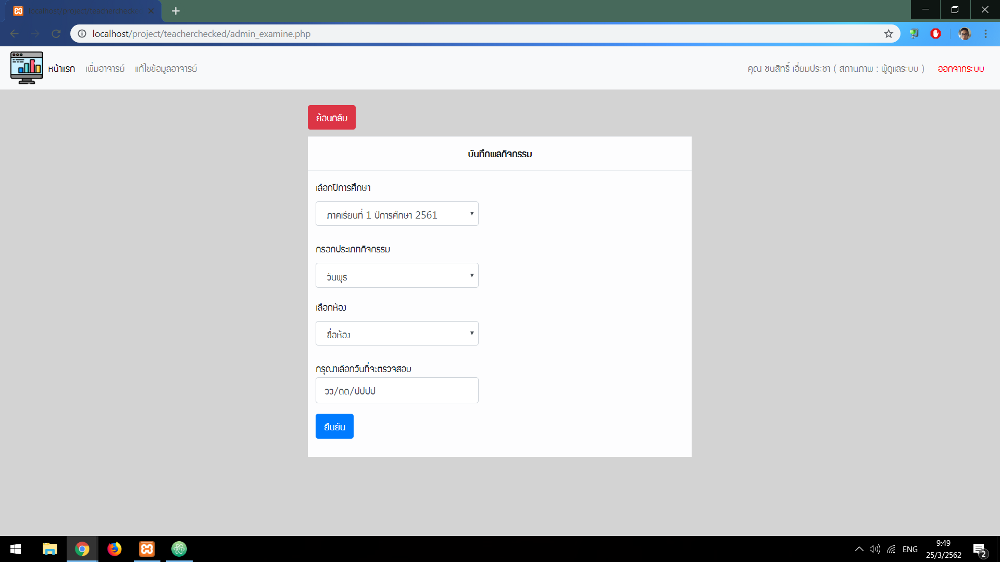 localhost/project/teacherchecke
localhost/project/teacherchecked/admin_examine.php
หน้าแรก เพิ่มอาจารย์ แก้ไขข้อมูลอาจารย์ คุณ ชนสิทธิ์ เอี่ยมประชา ( สถานภาพ : ผู้ดูแลระบบ ) ออกจากระบบ
ย้อนกลับ
บันทึกผลกิจกรรม
เลือกปีการศึกษา
ภาคเรียนที่ 1 ปีการศึกษา 2561
กรอกประเภทกิจกรรม
วันพุธ
เลือกห้อง
ชื่อห้อง
กรุณาเลือกวันที่จะตรวจสอบ
วว/ดด/ปปปป
ยืนยัน
ENG
9:49
25/3/2562
2